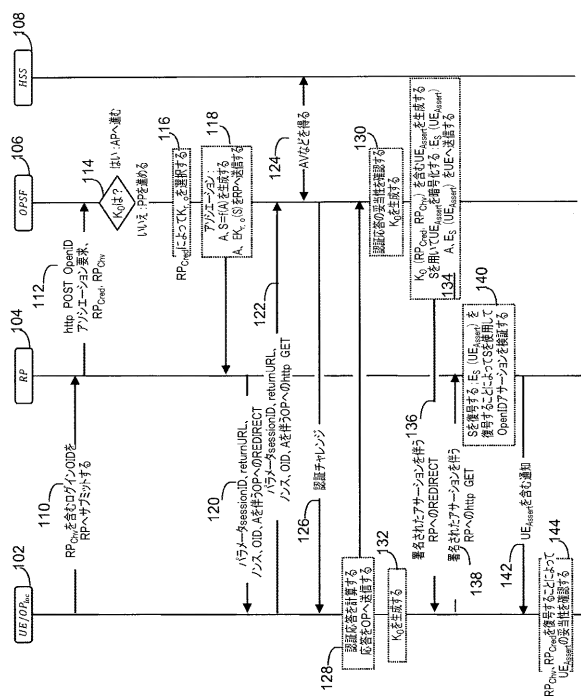 102
UE/OPloc
104
RP
106
OPSF
108
HSS
110
RPChvを含むログインOIDを
RPへサブミットする
112
http POST OpenID
アソシエーション要求、
RPCred、RPChv
114
K0は?
はい:APへ進む
いいえ:PPを進める
116
RPCredによってKr_oを選択する
118
アソシエーション:
A、S=f(A)を生成する
A、EKr_o(S)をRPへ送信する
120
パラメータsessionID、returnURL、
ノンス、OID、Aを伴うOPへのREDIRECT
122
パラメータsessionID、returnURL、
ノンス、OID、Aを伴うOPへのhttp GET
124
AVなどを得る
126
認証チャレンジ
128
認証応答を計算する
応答をOPへ送信する
130
認証応答の妥当性を確認する
K0を生成する
132
K0を生成する
134
K0(RPCred、RPChv)を含むUEAssertを生成する
Sを用いてUEAssertを暗号化する:ES(UEAssert)
A、ES(UEAssert)をUEへ送信する
136
署名されたアサーションを伴う
RPへのREDIRECT
138
署名されたアサーションを伴う
RPへのhttp GET
140
Sを復号する;ES(UEAssert)を
復号することによってSを使用して
OpenIDアサーションを検証する
142
UEAssertを含む通知
144
RPChv、RPCredを復号することによって
UEAssertの妥当性を確認する